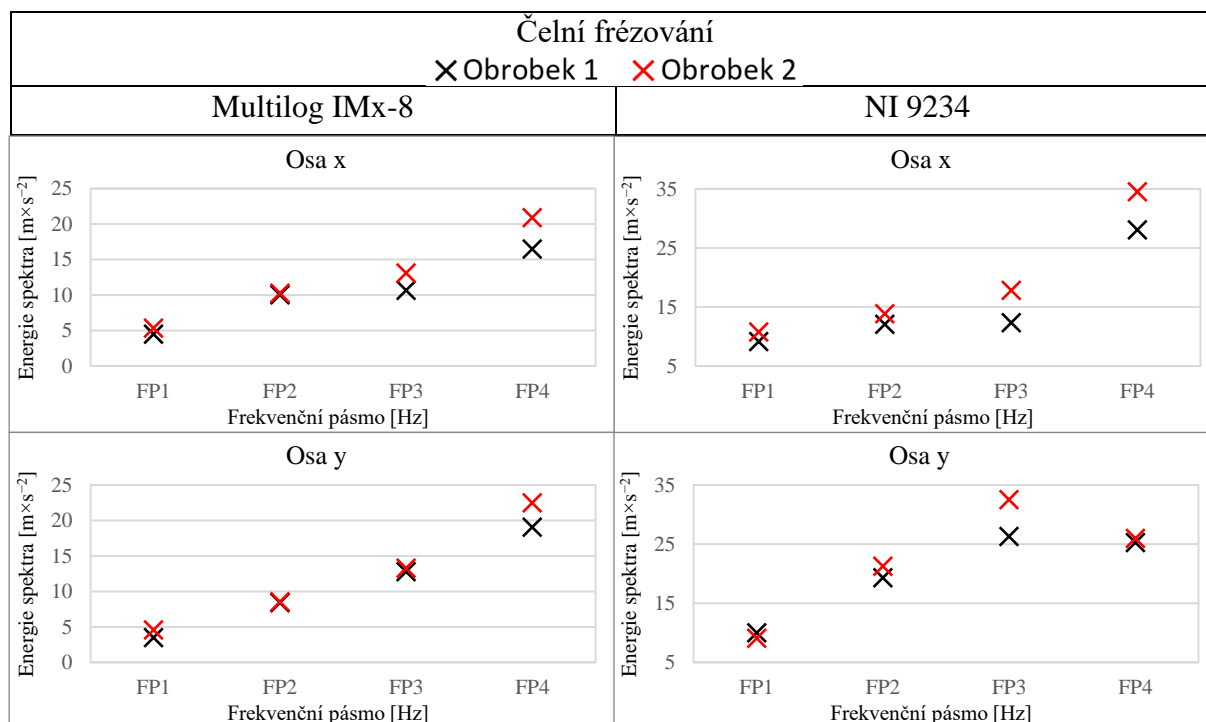 Čelní frézování
Obrobek 1 Obrobek 2
Multilog IMx-8 NI 9234
Osa x
Energie spektra [m×s⁻²]
25
20
15
10
5
0
FP1 FP2 FP3 FP4
Frekvenční pásmo [Hz]
Osa x
Energie spektra [m×s⁻²]
35
25
15
5
FP1 FP2 FP3 FP4
Frekvenční pásmo [Hz]
Osa y
Energie spektra [m×s⁻²]
25
20
15
10
5
0
FP1 FP2 FP3 FP4
Frekvenční pásmo [Hz]
Osa y
Energie spektra [m×s⁻²]
35
25
15
5
FP1 FP2 FP3 FP4
Frekvenční pásmo [Hz]